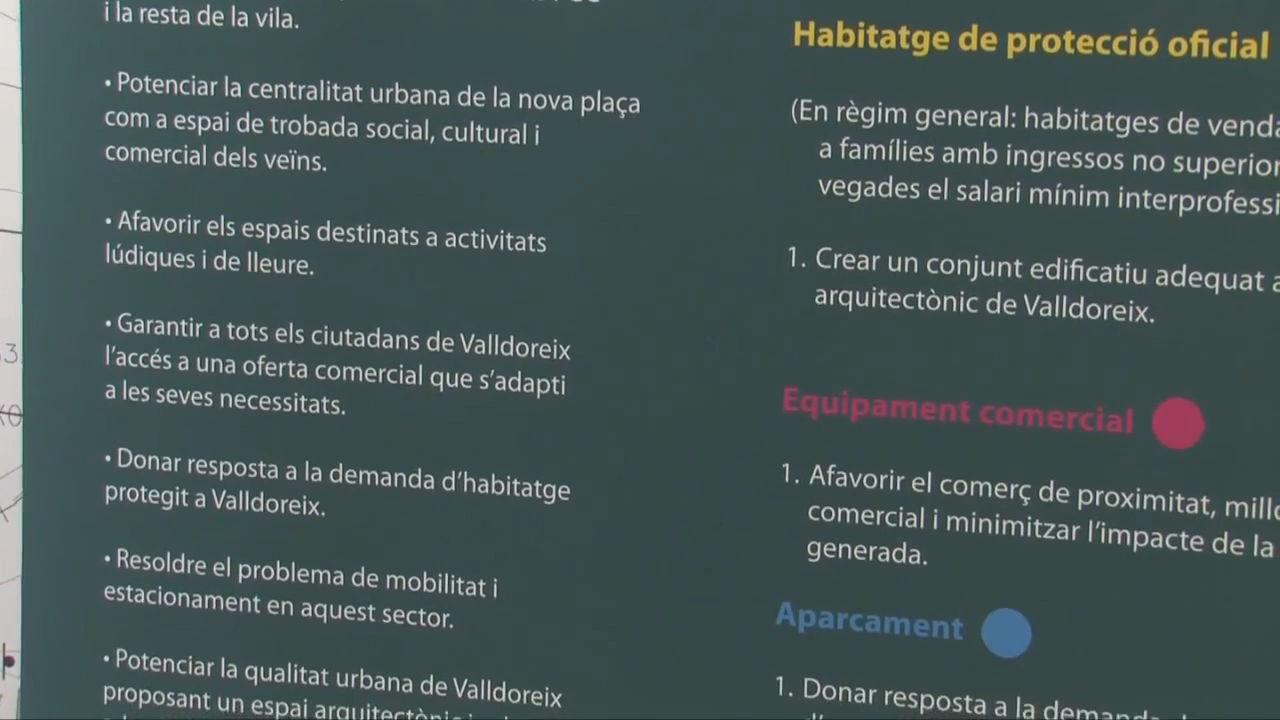 i la resta de la vila.
• Potenciar la centralitat urbana de la nova plaça
com a espai de trobada social, cultural i
comercial dels veïns.
• Afavorir els espais destinats a activitats
lúdiques i de lleure.
• Garantir a tots els ciutadans de Valldoreix
l'accés a una oferta comercial que s'adapti
a les seves necessitats.
• Donar resposta a la demanda d'habitatge
protegit a Valldoreix.
• Resoldre el problema de mobilitat i
estacionament en aquest sector.
• Potenciar la qualitat urbana de Valldoreix
proposant un espai
Habitatge de protecció oficial
(En règim general: habitatges de
a famílies amb ingressos no
vegades el salari mínim
1. Crear un conjunt edificatiu adequat
arquitectònic de Valldoreix.
Equipament comercial
1. Afavorir el comerç de proximitat,
comercial i minimitzar l'impacte de la
generada.
Aparcament
1. Donar resposta a la